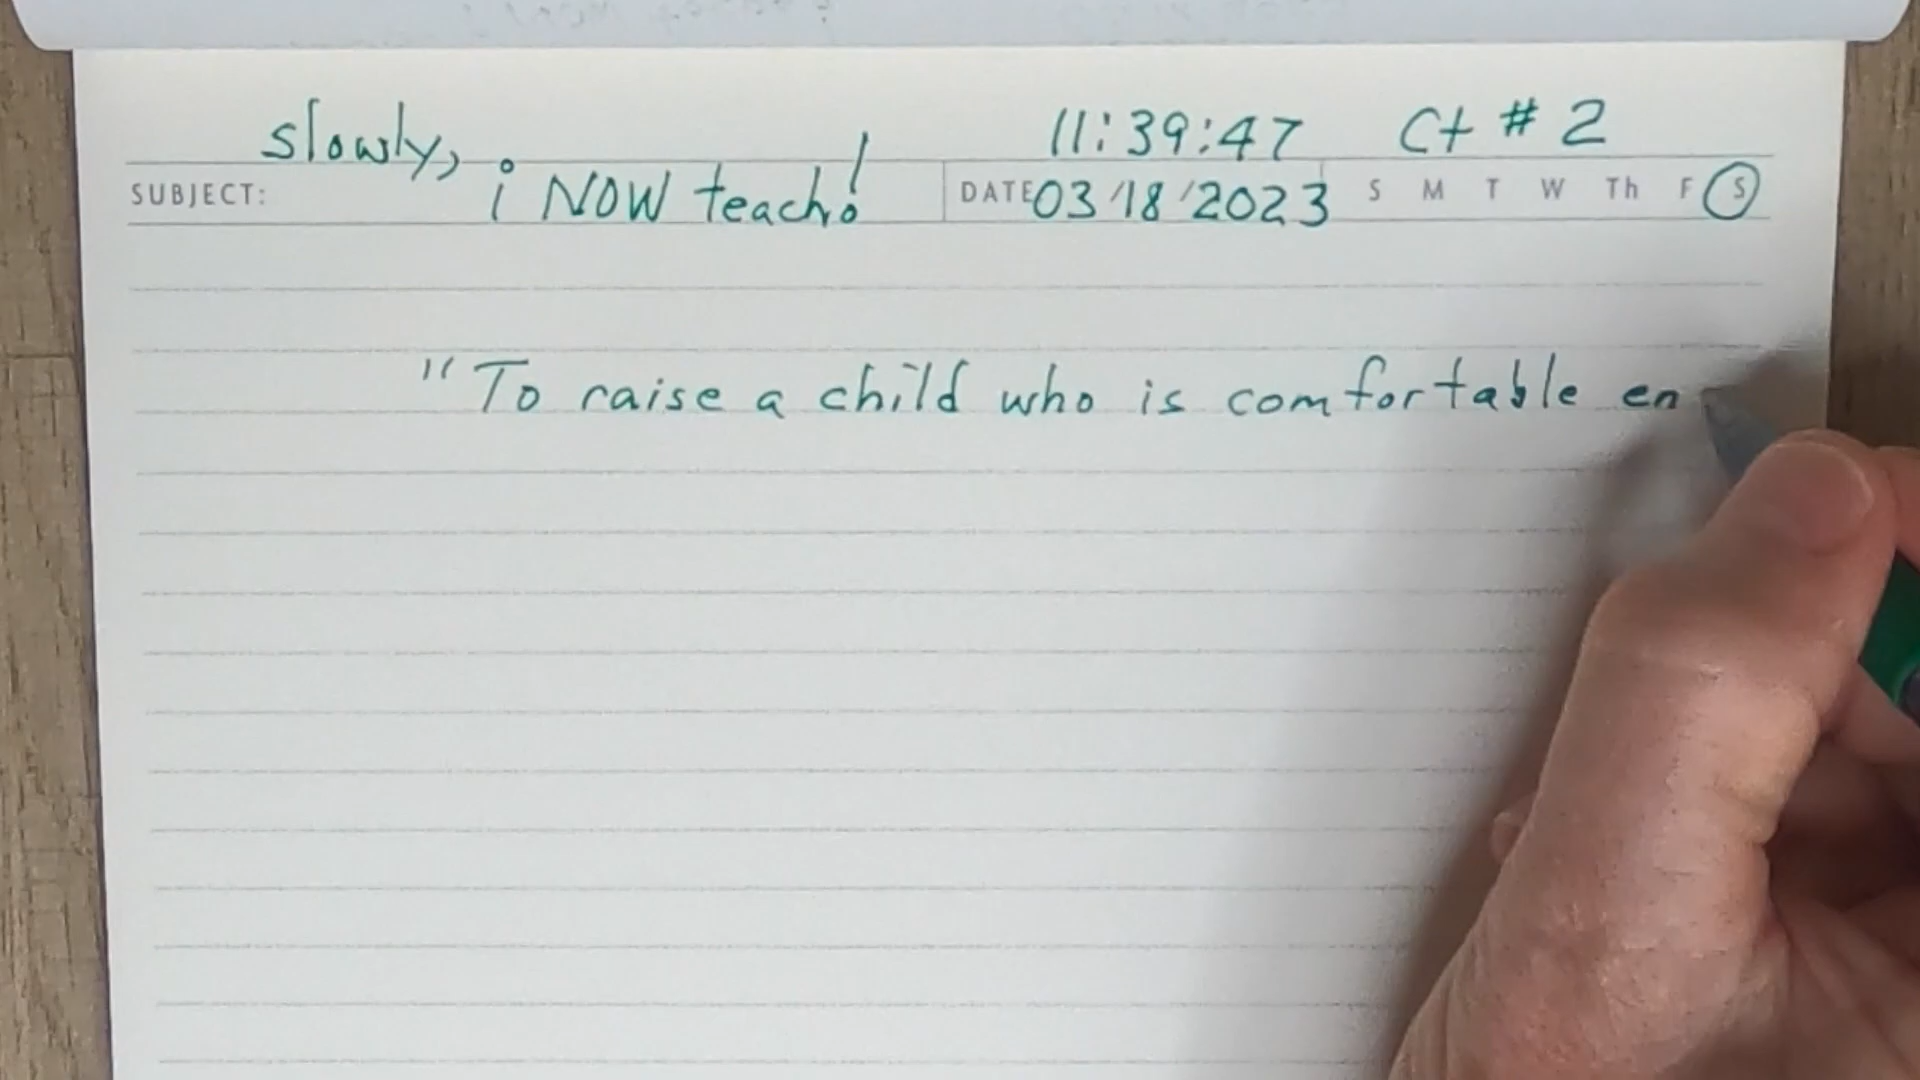 slowly, 11:39:47 Ct # 2
SUBJECT: i NOW teach! DATE 03/18/2023 S M T W Th F S
"To raise a child who is comfortable en